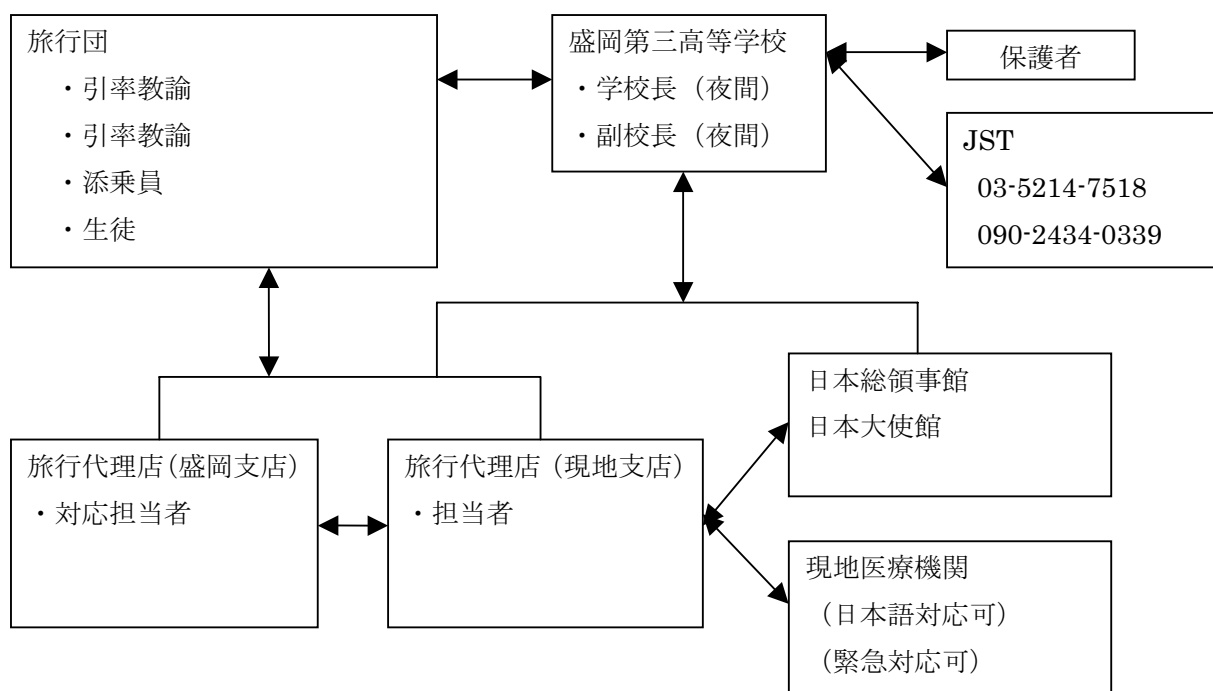 旅行団
・引率教諭
・引率教諭
・添乗員
・生徒
盛岡第三高等学校
・学校長（夜間）
・副校長（夜間）
保護者
JST
03-5214-7518
090-2434-0339
日本総領事館
日本大使館
旅行代理店（盛岡支店）
・対応担当者
旅行代理店（現地支店）
・担当者
現地医療機関
（日本語対応可）
（緊急対応可）